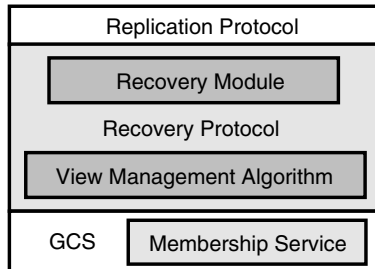 Replication Protocol
Recovery Module
Recovery Protocol
View Management Algorithm
GCS Membership Service